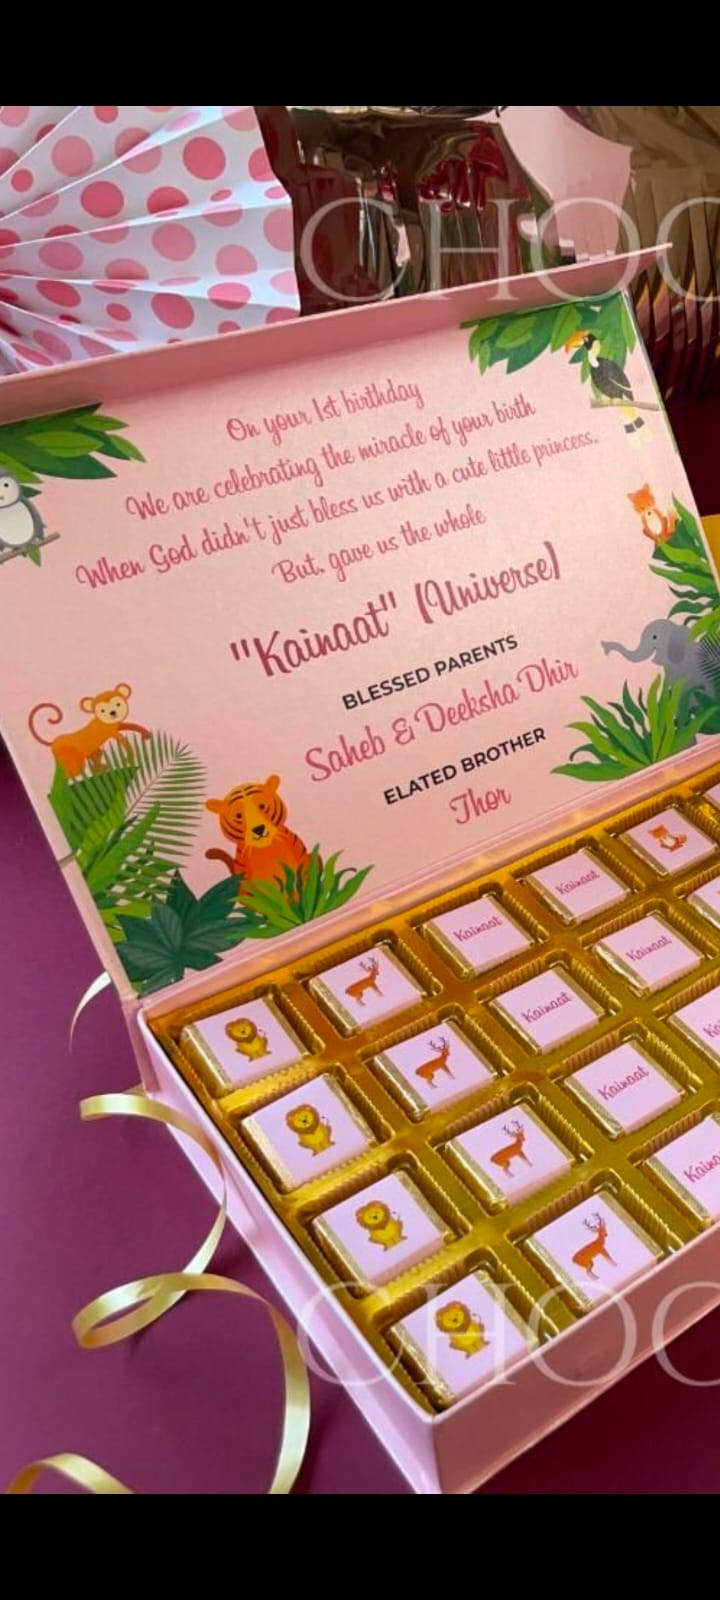 CHOC
On your 1st birthday
We are celebrating the miracle of your birth
When God didn't just bless us with a cute little princess.
But, gave us the whole
"Kainaat" (Universe)
BLESSED PARENTS
Saheb & Deeksha Dhir
ELATED BROTHER
Thor
Kainaat
Kainaat
Kainaat
Kainaat
Kainaat
CHOC